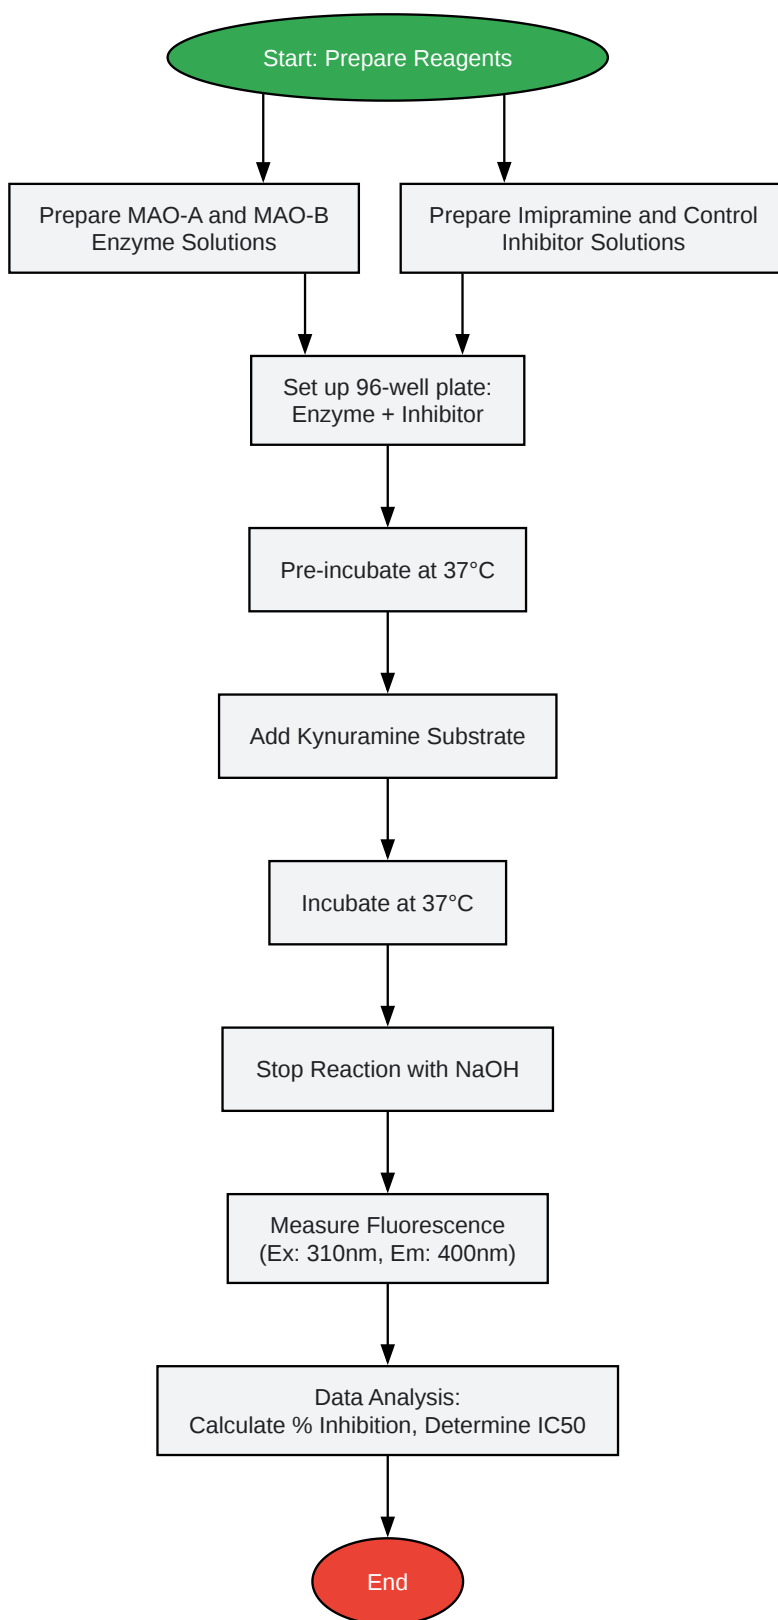 Start: Prepare Reagents
Prepare MAO-A and MAO-B
Enzyme Solutions
Prepare Imipramine and Control
Inhibitor Solutions
Set up 96-well plate:
Enzyme + Inhibitor
Pre-incubate at 37°C
Add Kynuramine Substrate
Incubate at 37°C
Stop Reaction with NaOH
Measure Fluorescence
(Ex: 310nm, Em: 400nm)
Data Analysis:
Calculate % Inhibition, Determine IC50
End